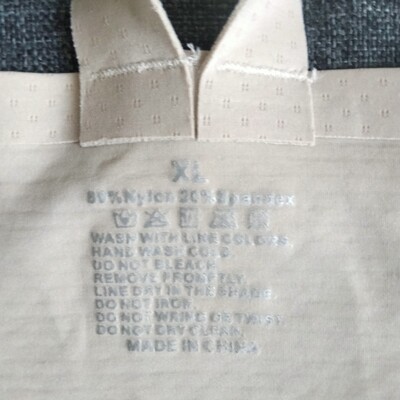 XL
80%Nylon 20%Spandex
WASH WITH LIKE COLORS.
HAND WASH COLD.
DO NOT BLEACH.
REMOVE PROMPTLY.
LINE DRY IN THE SHADE.
DO NOT IRON.
DO NOT WRING OR TWIST.
DO NOT DRY CLEAN.
MADE IN CHINA